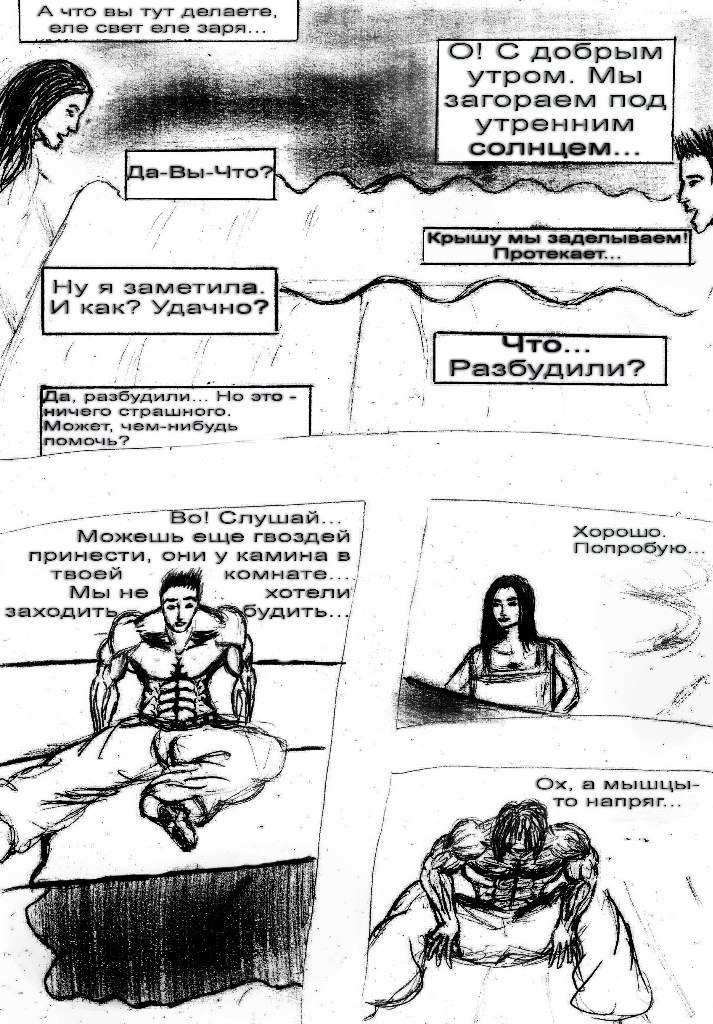 А что вы тут делаете,
еле свет еле заря...
О! С добрым
утром. Мы
загораем под
утренним
солнцем...
Да-Вы-Что?
Крышу мы заделываем!
Протекает...
Ну я заметила.
И как? Удачно?
Что...
Разбудили?
Да, разбудили... Но это -
ничего страшного.
Может, чем-нибудь
помочь?
Во! Слушай...
Можешь еще гвоздей
принести, они у камина в
твоей комнате...
Мы не хотели
заходить будить...
Хорошо.
Попробую...
Ох, а мышцы-
то напряг...